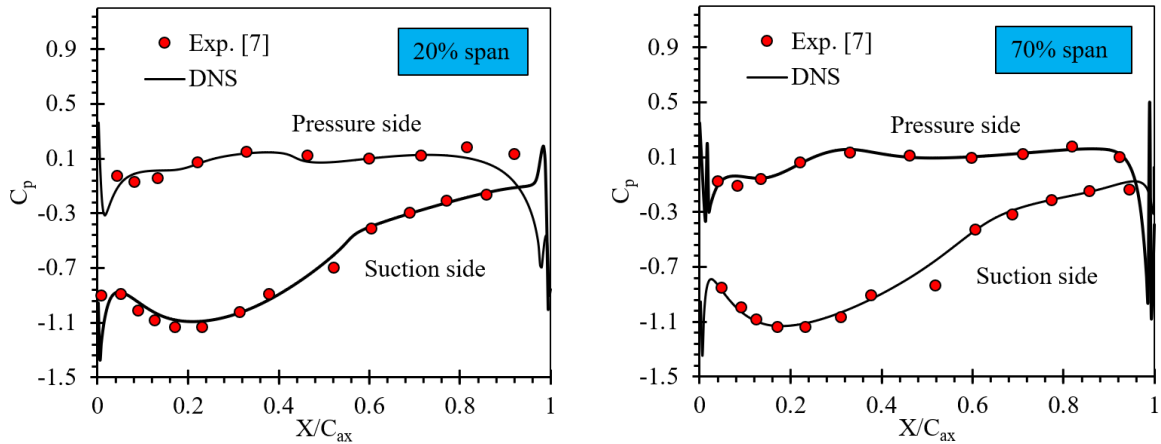 0.9
0.5
0.1
-0.3
-0.7
-1.1
-1.5
C_p
Exp. [7]
DNS
20% span
Pressure side
Suction side
0 0.2 0.4 0.6 0.8 1
X/C_ax
0.9
0.5
0.1
-0.3
-0.7
-1.1
-1.5
C_p
Exp. [7]
DNS
70% span
Pressure side
Suction side
0 0.2 0.4 0.6 0.8 1
X/C_ax